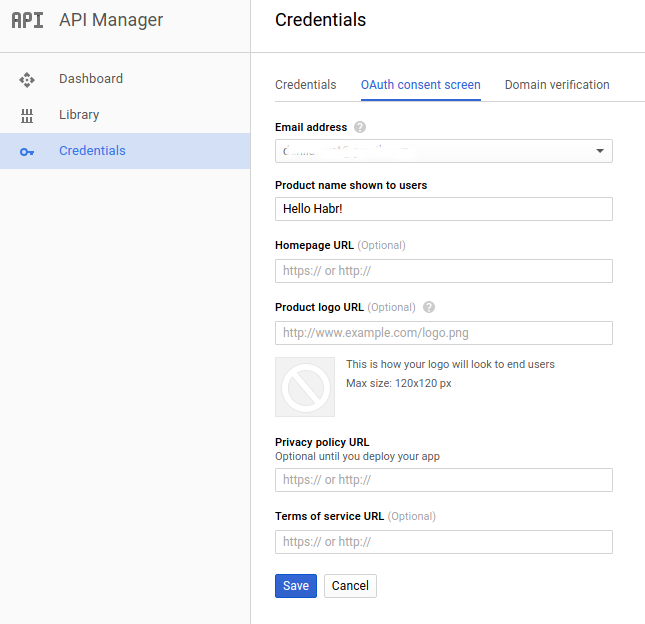 API API Manager
Credentials
Dashboard
Library
Credentials
Credentials OAuth consent screen Domain verification
Email address ?
Product name shown to users
Hello Habr!
Homepage URL (Optional)
https:// or http://
Product logo URL (Optional) ?
http://www.example.com/logo.png
This is how your logo will look to end users
Max size: 120x120 px
Privacy policy URL
Optional until you deploy your app
https:// or http://
Terms of service URL (Optional)
https:// or http://
Save Cancel